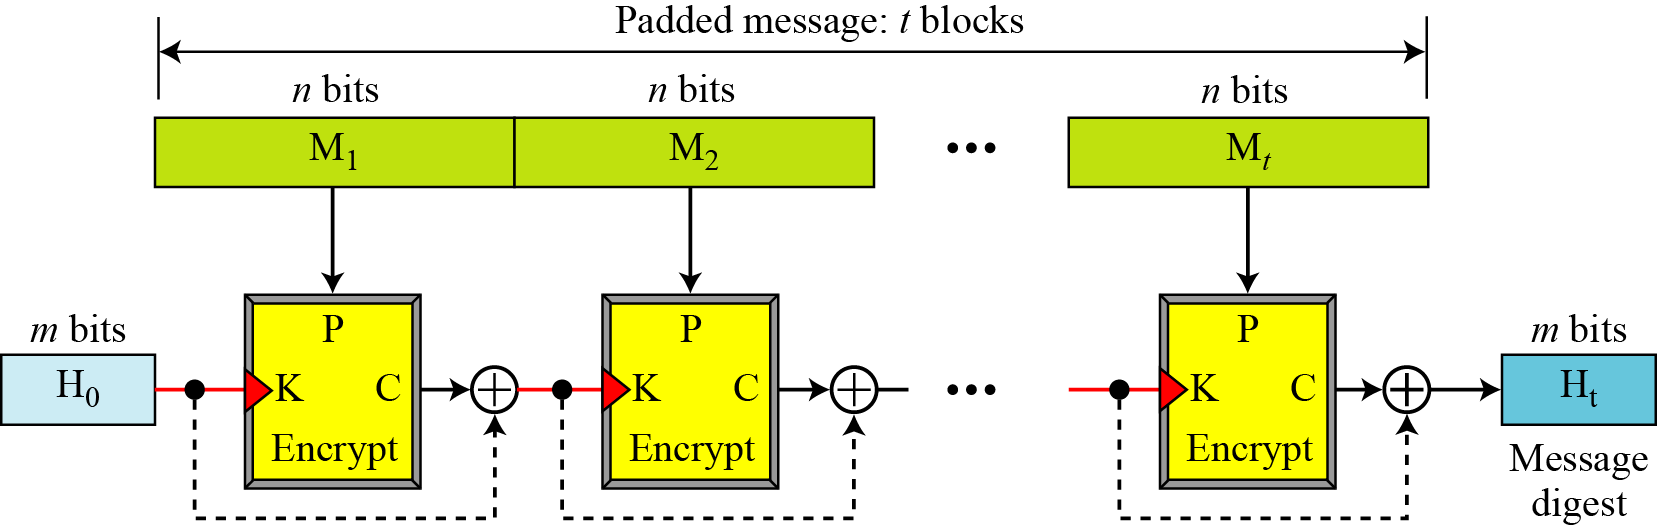 Padded message: t blocks
n bits n bits n bits
M₁ M₂ ••• Mₜ
m bits P P P m bits
H₀ K C K C ••• K C Hₜ
Encrypt Encrypt Encrypt
Message
digest